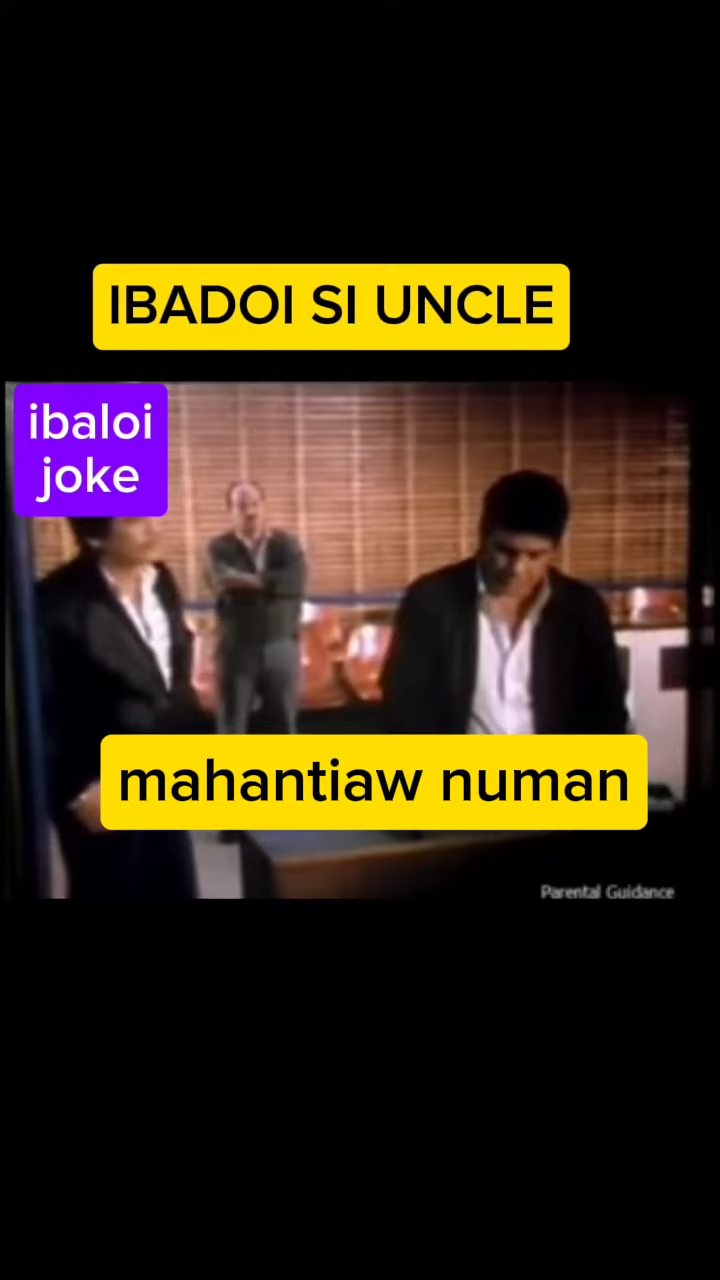 IBADOI SI UNCLE
ibaloi
joke
mahantiaw numan
Parental Guidance